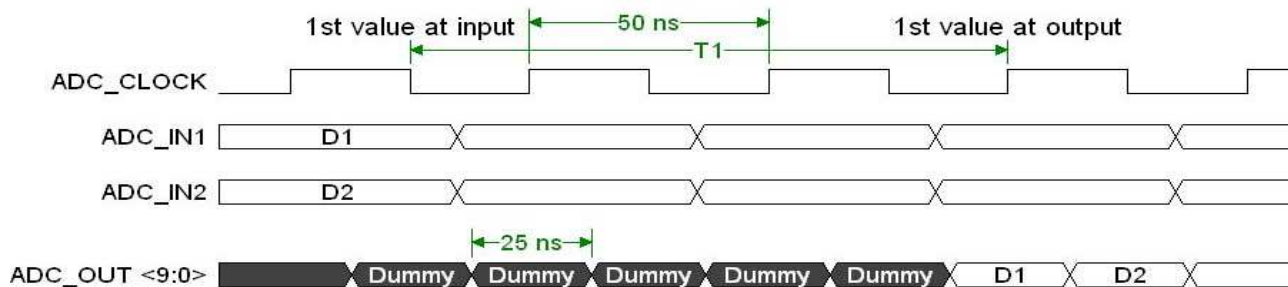 1st value at input
50 ns
1st value at output
T1
ADC_CLOCK
ADC_IN1 D1
ADC_IN2 D2
25 ns
ADC_OUT <9:0> Dummy Dummy Dummy Dummy Dummy D1 D2